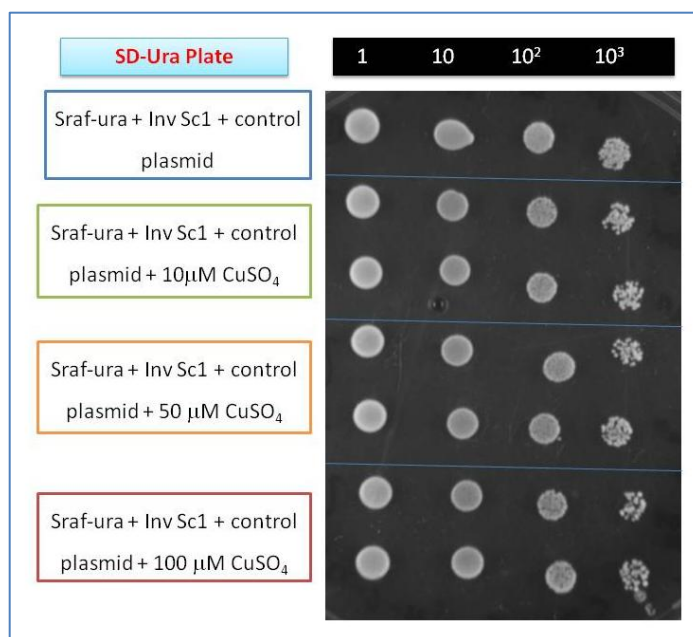 SD-Ura Plate
1 10 10² 10³
Sraf-ura + Inv Sc1 + control
plasmid
Sraf-ura + Inv Sc1 + control
plasmid + 10μM CuSO₄
Sraf-ura + Inv Sc1 + control
plasmid + 50 μM CuSO₄
Sraf-ura + Inv Sc1 + control
plasmid + 100 μM CuSO₄